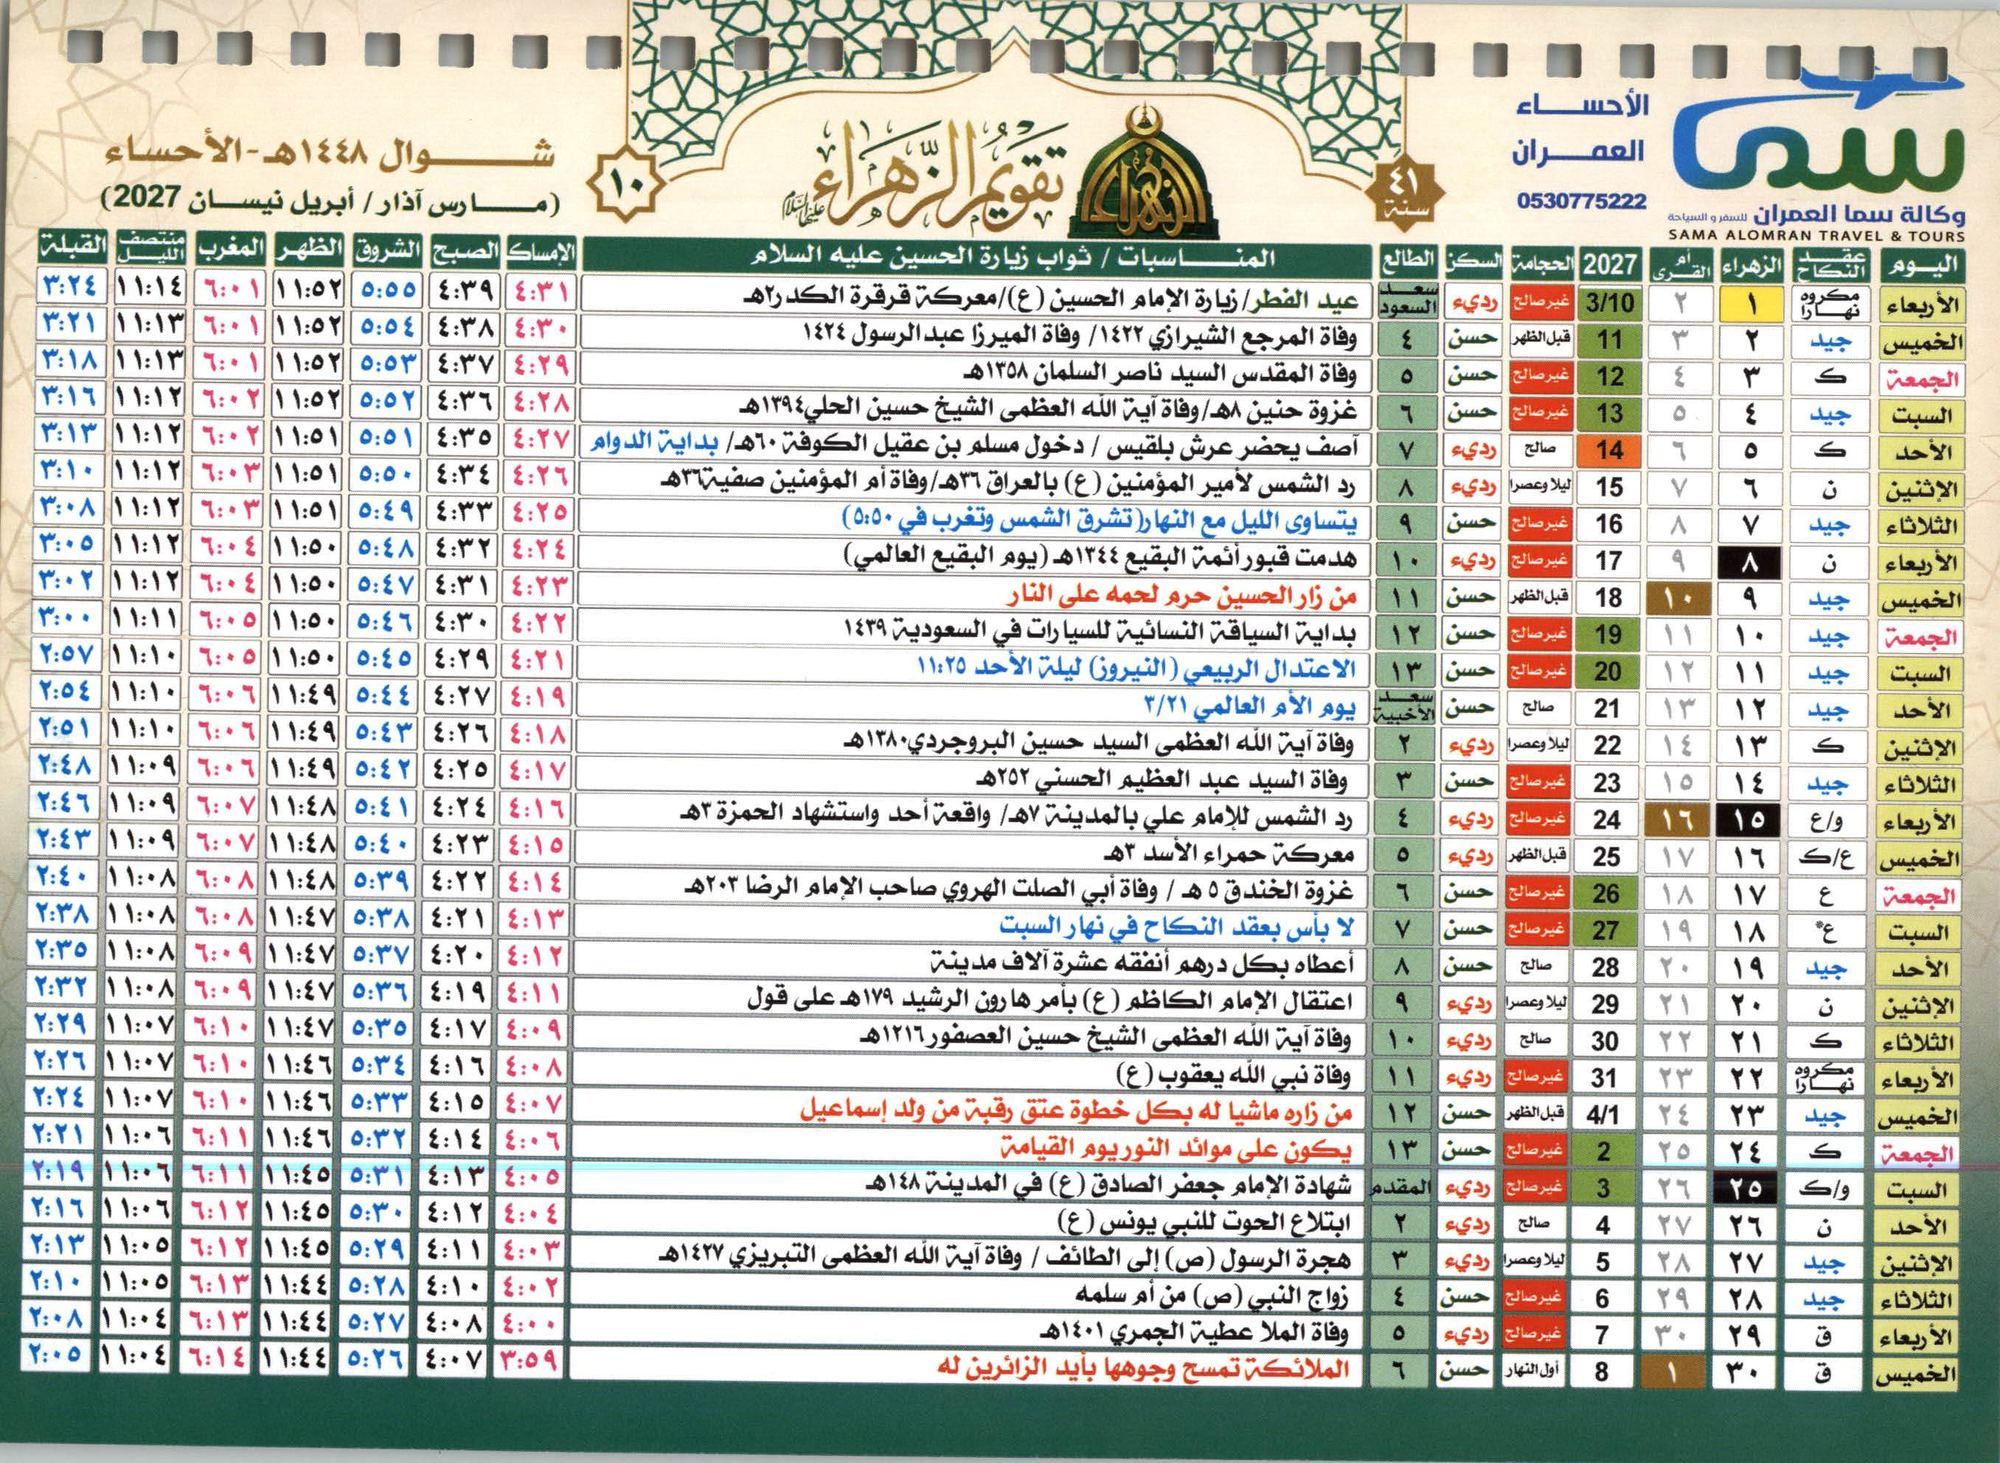 الأحساء
العمران
0530775222
سما
وكالة سما العمران للسفر و السياحة
SAMA ALOMRAN TRAVEL & TOURS
٤١ سنة
تقويم الزهراء عليها السلام
١٠
شوال ١٤٤٨هـ - الأحساء
(مارس آذار / أبريل نيسان 2027)
اليوم عقد النكاح الزهراء أم القرى 2027 الحجامة السكن الطالع المناسبات / ثواب زيارة الحسين عليه السلام الإمساك الصبح الشروق الظهر المغرب منتصف الليل القبلة
الأربعاء مكروه نهارا ١ ٢ 3/10 غير صالح رديء سعد السعود عيد الفطر/ زيارة الإمام الحسين (ع)/معركة قرقرة الكدر٢هـ ٤:٣١ ٤:٣٩ ٥:٥٥ ١١:٥٢ ٦:٠١ ١١:١٤ ٣:٢٤
الخميس جيد ٢ ٣ 11 قبل الظهر حسن ٤ وفاة المرجع الشيرازي ١٤٢٢/ وفاة الميرزا عبد الرسول ١٤٢٤ ٤:٣٠ ٤:٣٨ ٥:٥٤ ١١:٥٢ ٦:٠١ ١١:١٣ ٣:٢١
الجمعة ك ٣ ٤ 12 غير صالح حسن ٥ وفاة المقدس السيد ناصر السلمان ١٣٥٨هـ ٤:٢٩ ٤:٣٧ ٥:٥٣ ١١:٥٢ ٦:٠١ ١١:١٣ ٣:١٨
السبت جيد ٤ ٥ 13 غير صالح حسن ٦ غزوة حنين ٨هـ/وفاة آية الله العظمى الشيخ حسين الحلي١٣٩٤هـ ٤:٢٨ ٤:٣٦ ٥:٥٢ ١١:٥٢ ٦:٠٢ ١١:١٢ ٣:١٦
الأحد ك ٥ ٦ 14 صالح رديء ٧ آصف يحضر عرش بلقيس / دخول مسلم بن عقيل الكوفة ٦٠هـ/ بداية الدوام ٤:٢٧ ٤:٣٥ ٥:٥١ ١١:٥١ ٦:٠٢ ١١:١٢ ٣:١٣
الإثنين ن ٦ ٧ 15 ليلا وعصرا رديء ٨ رد الشمس لأمير المؤمنين (ع) بالعراق ٣٦هـ/وفاة أم المؤمنين صفية٣٦هـ ٤:٢٦ ٤:٣٤ ٥:٥٠ ١١:٥١ ٦:٠٣ ١١:١٢ ٣:١٠
الثلاثاء جيد ٧ ٨ 16 غير صالح حسن ٩ يتساوى الليل مع النهار( تشرق الشمس وتغرب في ٥:٥٠) ٤:٢٥ ٤:٣٣ ٥:٤٩ ١١:٥١ ٦:٠٣ ١١:١٢ ٣:٠٨
الأربعاء ن ٨ ٩ 17 غير صالح رديء ١٠ هدمت قبور أئمة البقيع ١٣٤٤هـ (يوم البقيع العالمي) ٤:٢٤ ٤:٣٢ ٥:٤٨ ١١:٥٠ ٦:٠٤ ١١:١٢ ٣:٠٥
الخميس جيد ٩ ١٠ 18 قبل الظهر حسن ١١ من زار الحسين حرم لحمه على النار ٤:٢٣ ٤:٣١ ٥:٤٧ ١١:٥٠ ٦:٠٤ ١١:١٢ ٣:٠٢
الجمعة جيد ١٠ ١١ 19 غير صالح حسن ١٢ بداية السياقة النسائية للسيارات في السعودية ١٤٣٩ ٤:٢٢ ٤:٣٠ ٥:٤٦ ١١:٥٠ ٦:٠٥ ١١:١١ ٣:٠٠
السبت جيد ١١ ١٢ 20 غير صالح حسن ١٣ الاعتدال الربيعي (النيروز) ليلة الأحد ١١:٢٥ ٤:٢١ ٤:٢٩ ٥:٤٥ ١١:٥٠ ٦:٠٥ ١١:١٠ ٢:٥٧
الأحد جيد ١٢ ١٣ 21 صالح حسن سعد الأخبية يوم الأم العالمي ٣/٢١ ٤:١٩ ٤:٢٧ ٥:٤٤ ١١:٤٩ ٦:٠٦ ١١:١٠ ٢:٥٤
الإثنين ك ١٣ ١٤ 22 ليلا وعصرا رديء ٢ وفاة آية الله العظمى السيد حسين البروجردي١٣٨٠هـ ٤:١٨ ٤:٢٦ ٥:٤٣ ١١:٤٩ ٦:٠٦ ١١:١٠ ٢:٥١
الثلاثاء جيد ١٤ ١٥ 23 غير صالح حسن ٣ وفاة السيد عبد العظيم الحسني ٢٥٢هـ ٤:١٧ ٤:٢٥ ٥:٤٢ ١١:٤٩ ٦:٠٦ ١١:٠٩ ٢:٤٨
الأربعاء و/ع ١٥ ١٦ 24 غير صالح رديء ٤ رد الشمس للإمام علي بالمدينة ٧هـ/ واقعة أحد واستشهاد الحمزة ٣هـ ٤:١٦ ٤:٢٤ ٥:٤١ ١١:٤٨ ٦:٠٧ ١١:٠٩ ٢:٤٦
الخميس ع/ك ١٦ ١٧ 25 قبل الظهر رديء ٥ معركة حمراء الأسد ٣هـ ٤:١٥ ٤:٢٣ ٥:٤٠ ١١:٤٨ ٦:٠٧ ١١:٠٩ ٢:٤٣
الجمعة ع ١٧ ١٨ 26 غير صالح حسن ٦ غزوة الخندق ٥ هـ / وفاة أبي الصلت الهروي صاحب الإمام الرضا ٢٠٣هـ ٤:١٤ ٤:٢٢ ٥:٣٩ ١١:٤٨ ٦:٠٨ ١١:٠٨ ٢:٤٠
السبت ع* ١٨ ١٩ 27 غير صالح حسن ٧ لا بأس بعقد النكاح في نهار السبت ٤:١٣ ٤:٢١ ٥:٣٨ ١١:٤٧ ٦:٠٨ ١١:٠٨ ٢:٣٨
الأحد جيد ١٩ ٢٠ 28 صالح حسن ٨ أعطاه بكل درهم أنفقه عشرة آلاف مدينة ٤:١٢ ٤:٢٠ ٥:٣٧ ١١:٤٧ ٦:٠٩ ١١:٠٨ ٢:٣٥
الإثنين ن ٢٠ ٢١ 29 ليلا وعصرا رديء ٩ اعتقال الإمام الكاظم (ع) بأمر هارون الرشيد ١٧٩هـ على قول ٤:١١ ٤:١٩ ٥:٣٦ ١١:٤٧ ٦:٠٩ ١١:٠٨ ٢:٣٢
الثلاثاء ك ٢١ ٢٢ 30 صالح رديء ١٠ وفاة آية الله العظمى الشيخ حسين العصفور١٢١٦هـ ٤:٠٩ ٤:١٧ ٥:٣٥ ١١:٤٧ ٦:١٠ ١١:٠٧ ٢:٢٩
الأربعاء مكروه نهارا ٢٢ ٢٣ 31 غير صالح رديء ١١ وفاة نبي الله يعقوب (ع) ٤:٠٨ ٤:١٦ ٥:٣٤ ١١:٤٦ ٦:١٠ ١١:٠٧ ٢:٢٦
الخميس جيد ٢٣ ٢٤ 4/1 قبل الظهر حسن ١٢ من زاره ماشيا له بكل خطوة عتق رقبة من ولد إسماعيل ٤:٠٧ ٤:١٥ ٥:٣٣ ١١:٤٦ ٦:١٠ ١١:٠٧ ٢:٢٤
الجمعة ك ٢٤ ٢٥ 2 غير صالح حسن ١٣ يكون على موائد النور يوم القيامة ٤:٠٦ ٤:١٤ ٥:٣٢ ١١:٤٦ ٦:١١ ١١:٠٦ ٢:٢١
السبت و/ك ٢٥ ٢٦ 3 غير صالح رديء المقدم شهادة الإمام جعفر الصادق (ع) في المدينة ١٤٨هـ ٤:٠٥ ٤:١٣ ٥:٣١ ١١:٤٥ ٦:١١ ١١:٠٦ ٢:١٩
الأحد ن ٢٦ ٢٧ 4 صالح رديء ٢ ابتلاع الحوت للنبي يونس (ع) ٤:٠٤ ٤:١٢ ٥:٣٠ ١١:٤٥ ٦:١٢ ١١:٠٦ ٢:١٦
الإثنين جيد ٢٧ ٢٨ 5 ليلا وعصرا رديء ٣ هجرة الرسول (ص) إلى الطائف / وفاة آية الله العظمى التبريزي ١٤٢٧هـ ٤:٠٣ ٤:١١ ٥:٢٩ ١١:٤٥ ٦:١٢ ١١:٠٥ ٢:١٣
الثلاثاء جيد ٢٨ ٢٩ 6 غير صالح حسن ٤ زواج النبي (ص) من أم سلمه ٤:٠٢ ٤:١٠ ٥:٢٨ ١١:٤٤ ٦:١٣ ١١:٠٥ ٢:١٠
الأربعاء ق ٢٩ ٣٠ 7 غير صالح رديء ٥ وفاة الملا عطية الجمري ١٤٠١هـ ٤:٠٠ ٤:٠٨ ٥:٢٧ ١١:٤٤ ٦:١٣ ١١:٠٤ ٢:٠٨
الخميس ق ٣٠ ١ 8 أول النهار حسن ٦ الملائكة تمسح وجوهها بأيد الزائرين له ٣:٥٩ ٤:٠٧ ٥:٢٦ ١١:٤٤ ٦:١٤ ١١:٠٤ ٢:٠٥